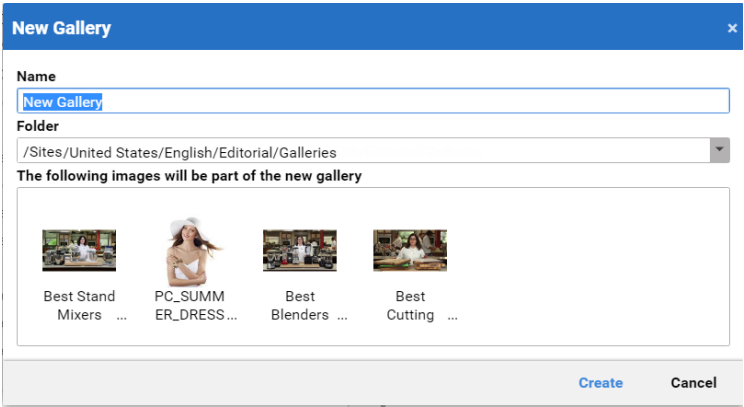 New Gallery ×
Name
New Gallery
Folder
/Sites/United States/English/Editorial/Galleries
The following images will be part of the new gallery
Best Stand
Mixers ...
PC_SUMM
ER_DRESS...
Best
Blenders ...
Best
Cutting ...
Create Cancel